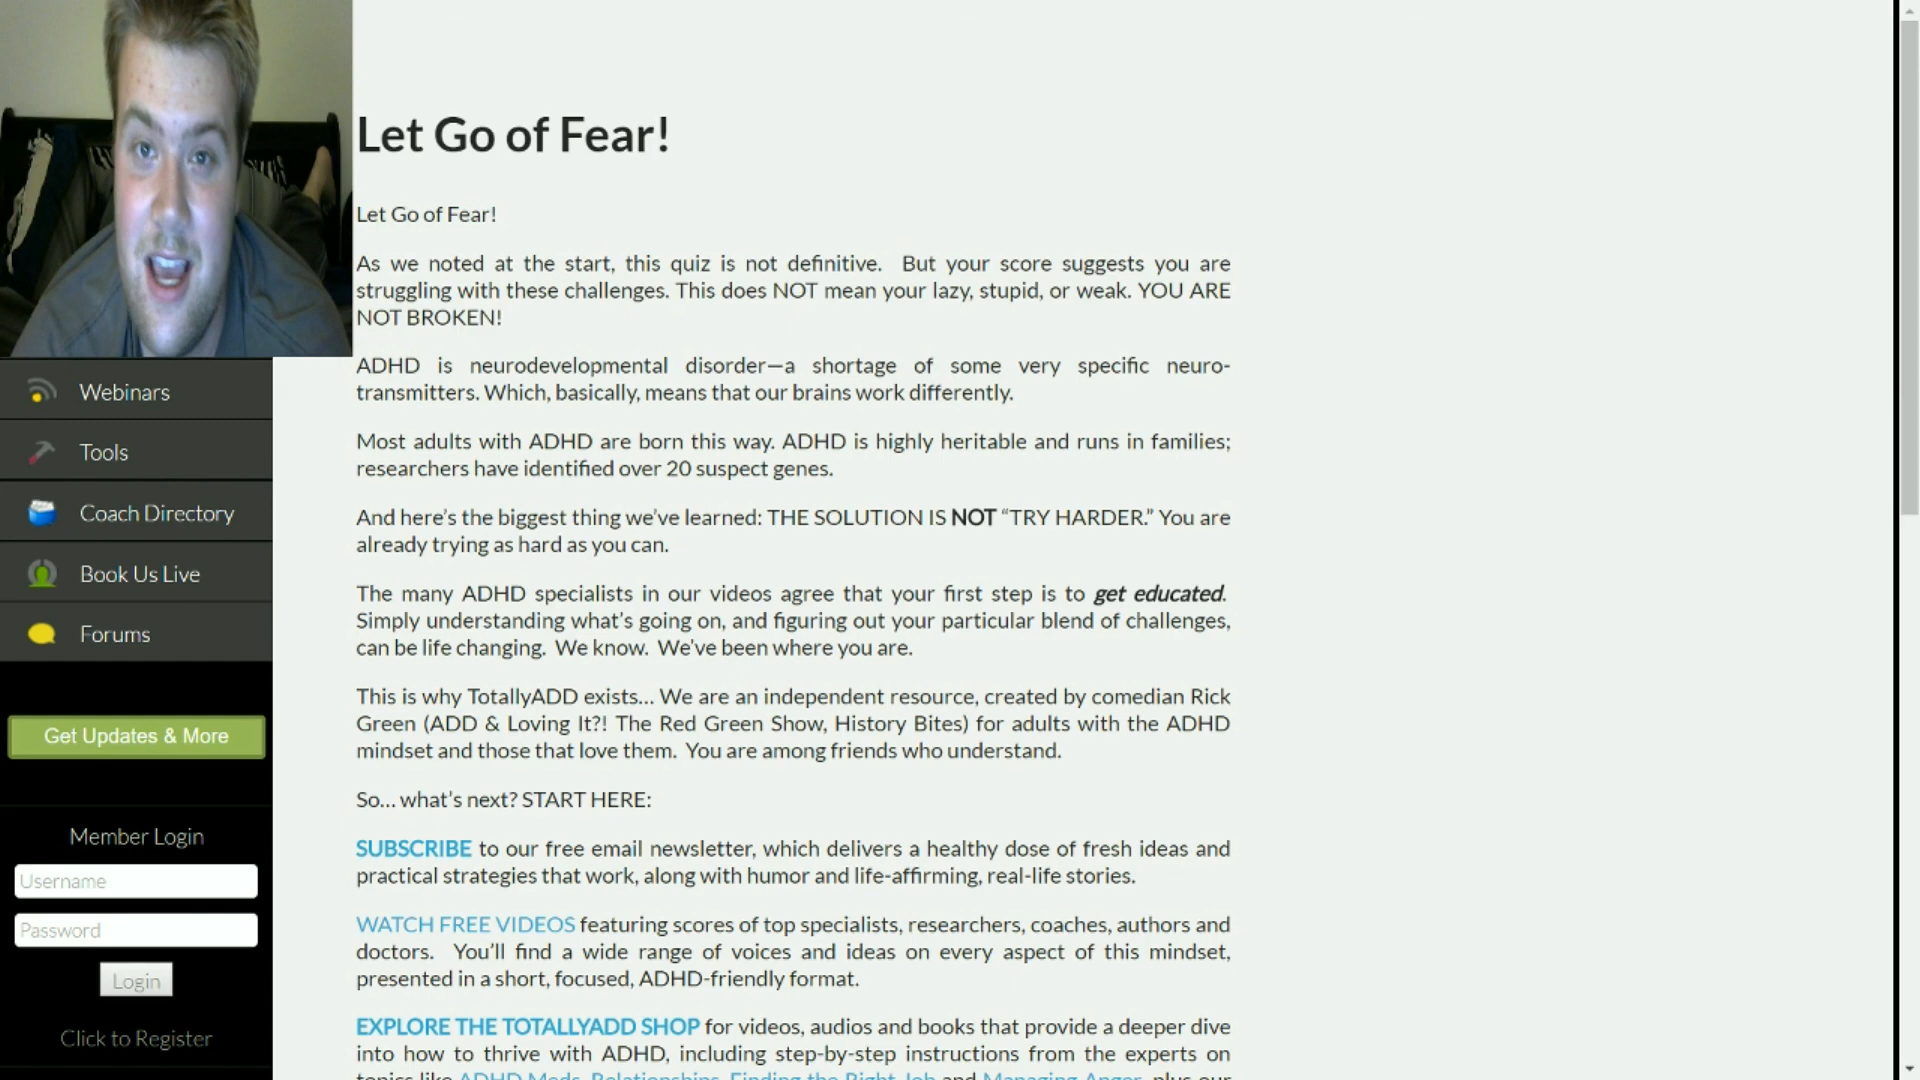 Let Go of Fear!
Let Go of Fear!
As we noted at the start, this quiz is not definitive. But your score suggests you are
struggling with these challenges. This does NOT mean your lazy, stupid, or weak. YOU ARE
NOT BROKEN!
ADHD is neurodevelopmental disorder—a shortage of some very specific neuro-
transmitters. Which, basically, means that our brains work differently.
Most adults with ADHD are born this way. ADHD is highly heritable and runs in families;
researchers have identified over 20 suspect genes.
And here's the biggest thing we've learned: THE SOLUTION IS NOT “TRY HARDER.” You are
already trying as hard as you can.
The many ADHD specialists in our videos agree that your first step is to get educated.
Simply understanding what's going on, and figuring out your particular blend of challenges,
can be life changing. We know. We've been where you are.
This is why TotallyADD exists... We are an independent resource, created by comedian Rick
Green (ADD & Loving It?! The Red Green Show, History Bites) for adults with the ADHD
mindset and those that love them. You are among friends who understand.
So... what's next? START HERE:
SUBSCRIBE to our free email newsletter, which delivers a healthy dose of fresh ideas and
practical strategies that work, along with humor and life-affirming, real-life stories.
WATCH FREE VIDEOS featuring scores of top specialists, researchers, coaches, authors and
doctors. You'll find a wide range of voices and ideas on every aspect of this mindset,
presented in a short, focused, ADHD-friendly format.
EXPLORE THE TOTALLYADD SHOP for videos, audios and books that provide a deeper dive
into how to thrive with ADHD, including step-by-step instructions from the experts on
topics like ADHD Meds, Relationships, Finding the Right Job and Managing Anger, plus our
Webinars
Tools
Coach Directory
Book Us Live
Forums
Get Updates & More
Member Login
Username
Password
Login
Click to Register